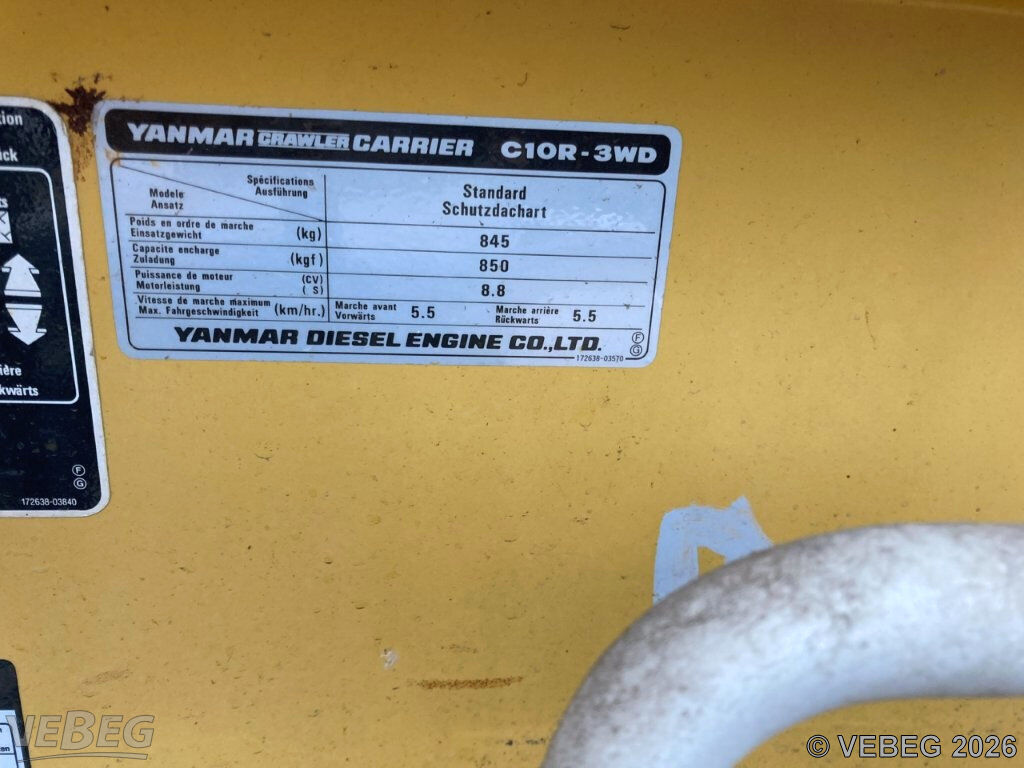 YANMAR CRAWLER CARRIER C10R-3WD
Spécifications
Ausführung
Modele
Ansatz
Standard
Schutzdachart
Poids en ordre de marche
Einsatzgewicht (kg) 845
Capacite encharge
Zuladung (kgf) 850
Puissance de moteur (CV)
Motorleistung (S) 8.8
Vitesse de marche maximum
Max. Fahrgeschwindigkeit (km/hr.)
Marche avant
Vorwärts 5.5
Marche arrière
Rückwarts 5.5
YANMAR DIESEL ENGINE CO.,LTD.
F
G
172638-03570
tion
ick
ts
ière
kwärts
F
G
172638-03840
VEBEG
© VEBEG 2026